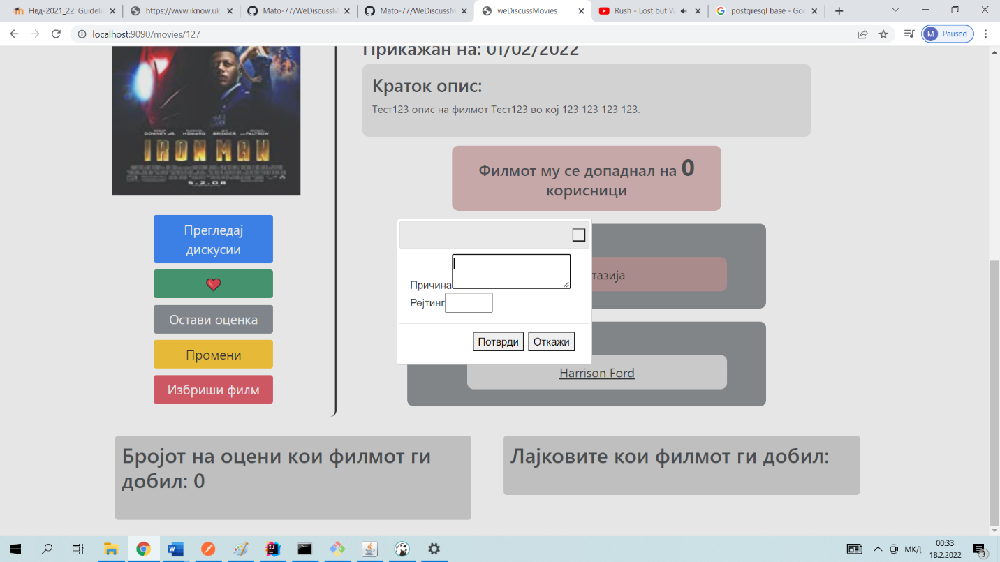 Нвд-2021_22: Guideli
https://www.iknow.uk
Mato-77/WeDiscussM
Mato-77/WeDiscussM
weDiscussMovies
Rush - Lost but W
postgresql base - Goo
localhost:9090/movies/127
M Paused
Прикажан на: 01/02/2022
Краток опис:
Тест123 опис на филмот Тест123 во кој 123 123 123 123.
IRON MAN
5.2.08
Филмот му се допаднал на 0
корисници
Прегледај
дискусии
Остави оценка
Промени
Избриши филм
Причина
Рејтинг
Потврди
Откажи
тазија
Harrison Ford
Бројот на оцени кои филмот ги
добил: 0
Лајковите кои филмот ги добил:
МКД
00:33
18.2.2022
3